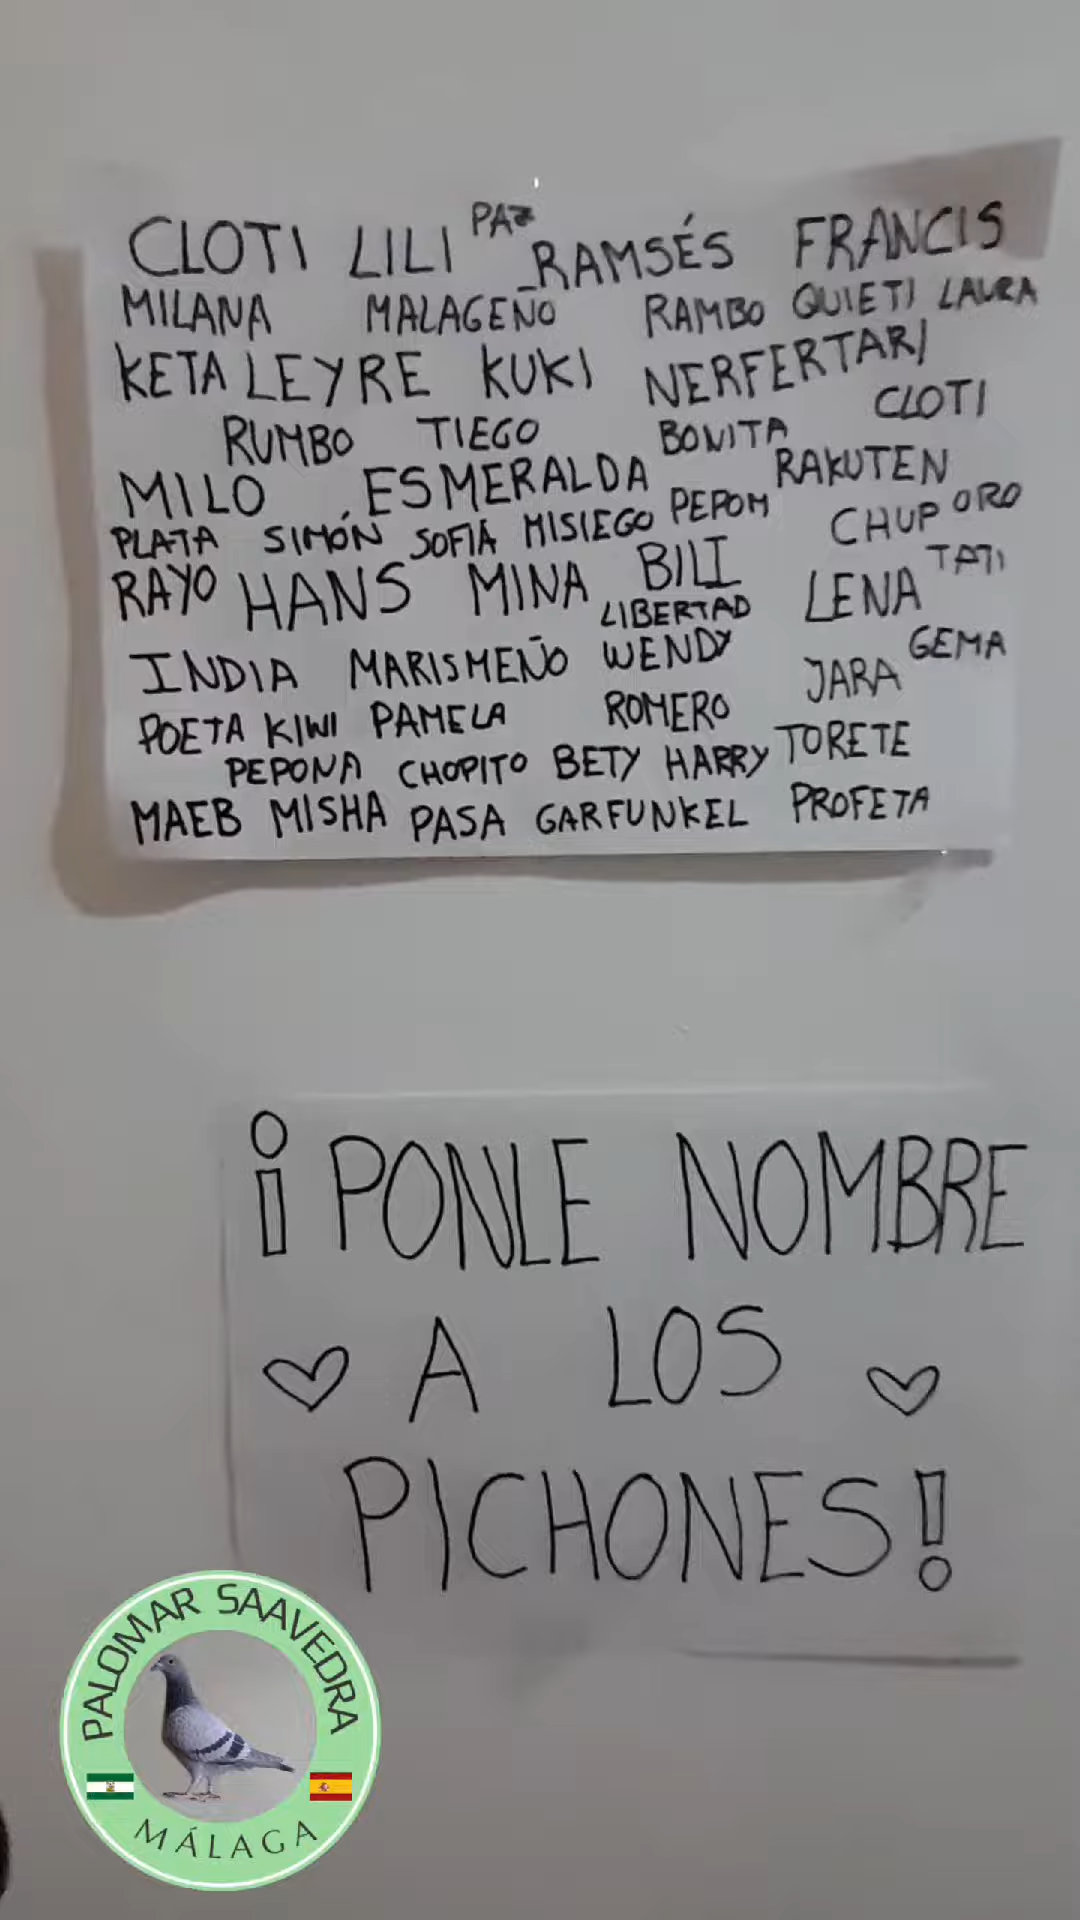 CLOTI LILI PAZ RAMSÉS FRANCIS
MILANA MALAGEÑO RAMBO QUIETI LAURA
KETA LEYRE KUKI NERFERTARI
RUMBO TIEGO BONITA CLOTI
MILO ESMERALDA RAKUTEN
PLATA SIMÓN SOFIA MISIEGO PEPOM CHUP ORO
RAYO HANS MINA BILI LENA TATI
LIBERTAD
INDIA MARISMEÑO WENDY JARA GEMA
POETA KIWI PAMELA ROMERO
PEPONA CHOPITO BETY HARRY TORETE
MAEB MISHA PASA GARFUNKEL PROFETA
¡PONLE NOMBRE
A LOS
PICHONES!
PALOMAR SAAVEDRA
MÁLAGA